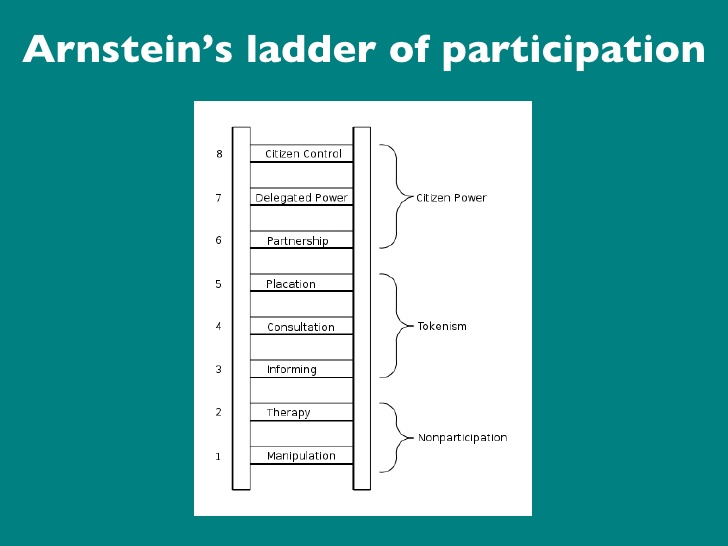 Arnstein's ladder of participation
8 Citizen Control
7 Delegated Power Citizen Power
6 Partnership
5 Placation
4 Consultation Tokenism
3 Informing
2 Therapy
Nonparticipation
1 Manipulation